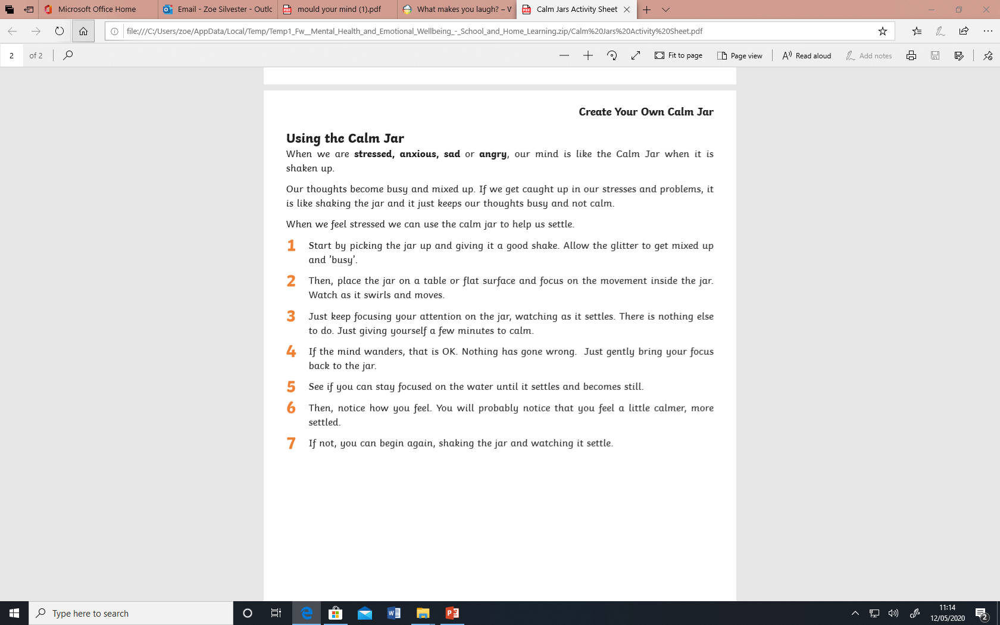 Microsoft Office Home
Email - Zoe Silvester - Outlc
mould your mind (1).pdf
What makes you laugh? – V
Calm Jars Activity Sheet
file:///C:/Users/zoe/AppData/Local/Temp/Temp1_Fw__Mental_Health_and_Emotional_Wellbeing_-_School_and_Home_Learning.zip/Calm%20Jars%20Activity%20Sheet.pdf
2 of 2
Fit to page
Page view
Read aloud
Add notes
Create Your Own Calm Jar
Using the Calm Jar
When we are stressed, anxious, sad or angry, our mind is like the Calm Jar when it is
shaken up.
Our thoughts become busy and mixed up. If we get caught up in our stresses and problems, it
is like shaking the jar and it just keeps our thoughts busy and not calm.
When we feel stressed we can use the calm jar to help us settle.
1 Start by picking the jar up and giving it a good shake. Allow the glitter to get mixed up
and ’busy’.
2 Then, place the jar on a table or flat surface and focus on the movement inside the jar.
Watch as it swirls and moves.
3 Just keep focusing your attention on the jar, watching as it settles. There is nothing else
to do. Just giving yourself a few minutes to calm.
4 If the mind wanders, that is OK. Nothing has gone wrong.  Just gently bring your focus
back to the jar.
5 See if you can stay focused on the water until it settles and becomes still.
6 Then, notice how you feel. You will probably notice that you feel a little calmer, more
settled.
7 If not, you can begin again, shaking the jar and watching it settle.
Type here to search
11:14
12/05/2020
2